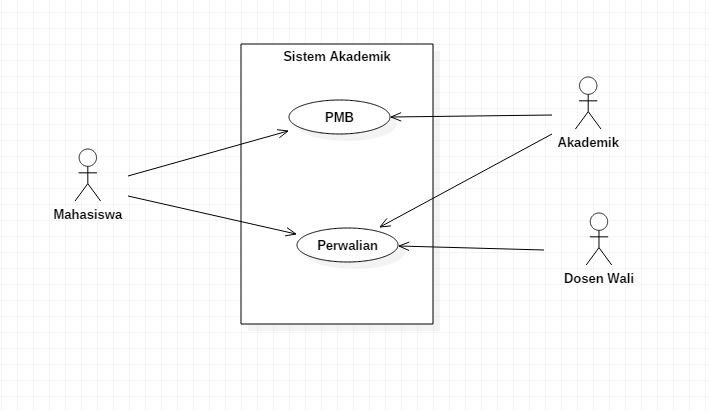 Sistem Akademik
PMB
Akademik
Mahasiswa
Perwalian
Dosen Wali